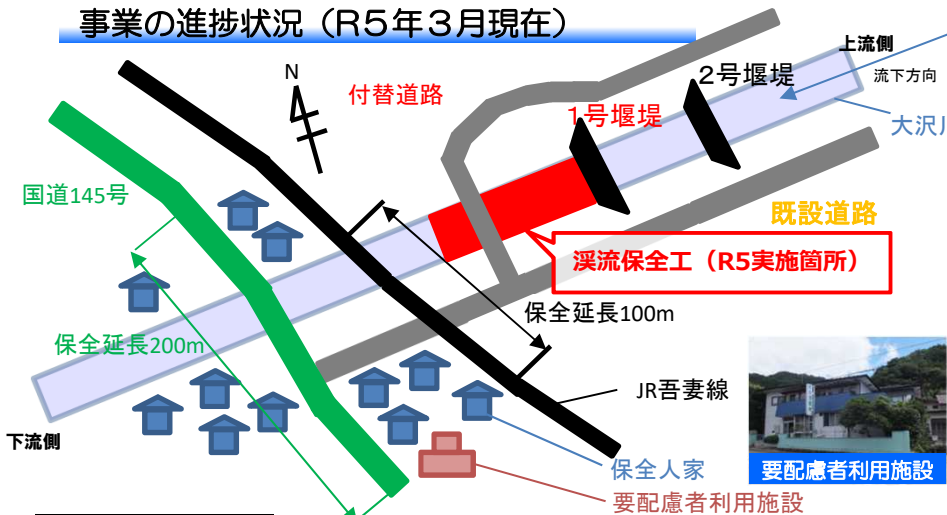 事業の進捗状況（R5年３月現在）
上流側
2号堰堤
流下方向
N
付替道路
1号堰堤
大沢川
国道145号
既設道路
渓流保全工（R5実施箇所）
保全延長100m
保全延長200m
JR吾妻線
下流側
保全人家
要配慮者利用施設
要配慮者利用施設